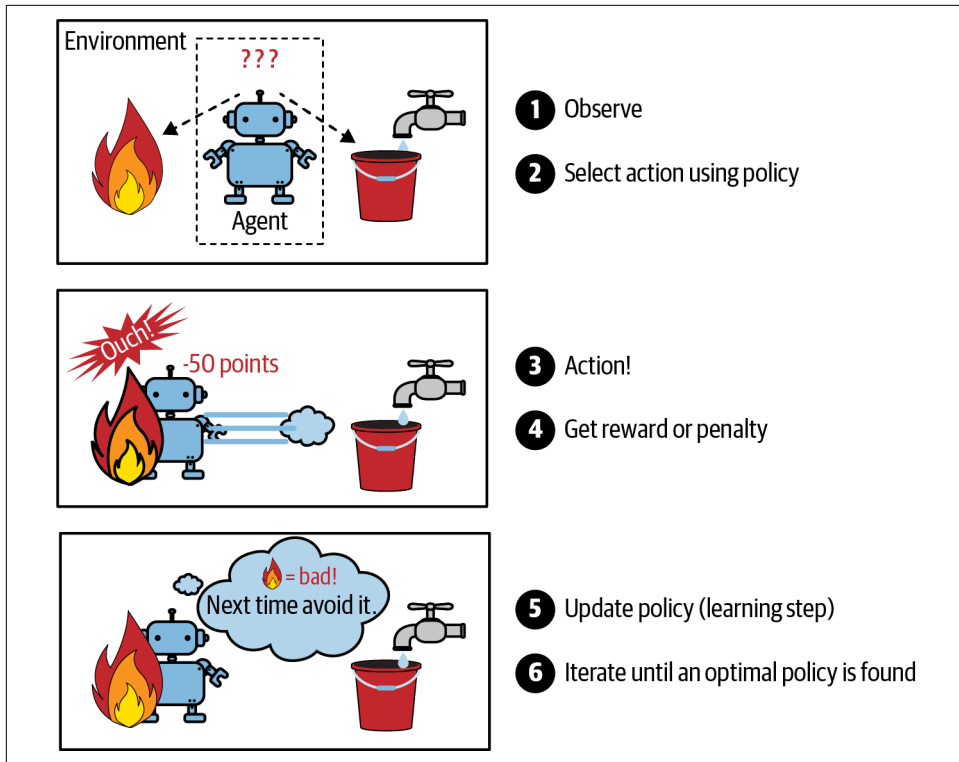 Environment
???
Agent
1 Observe
2 Select action using policy
Ouch!
-50 points
3 Action!
4 Get reward or penalty
= bad!
Next time avoid it.
5 Update policy (learning step)
6 Iterate until an optimal policy is found